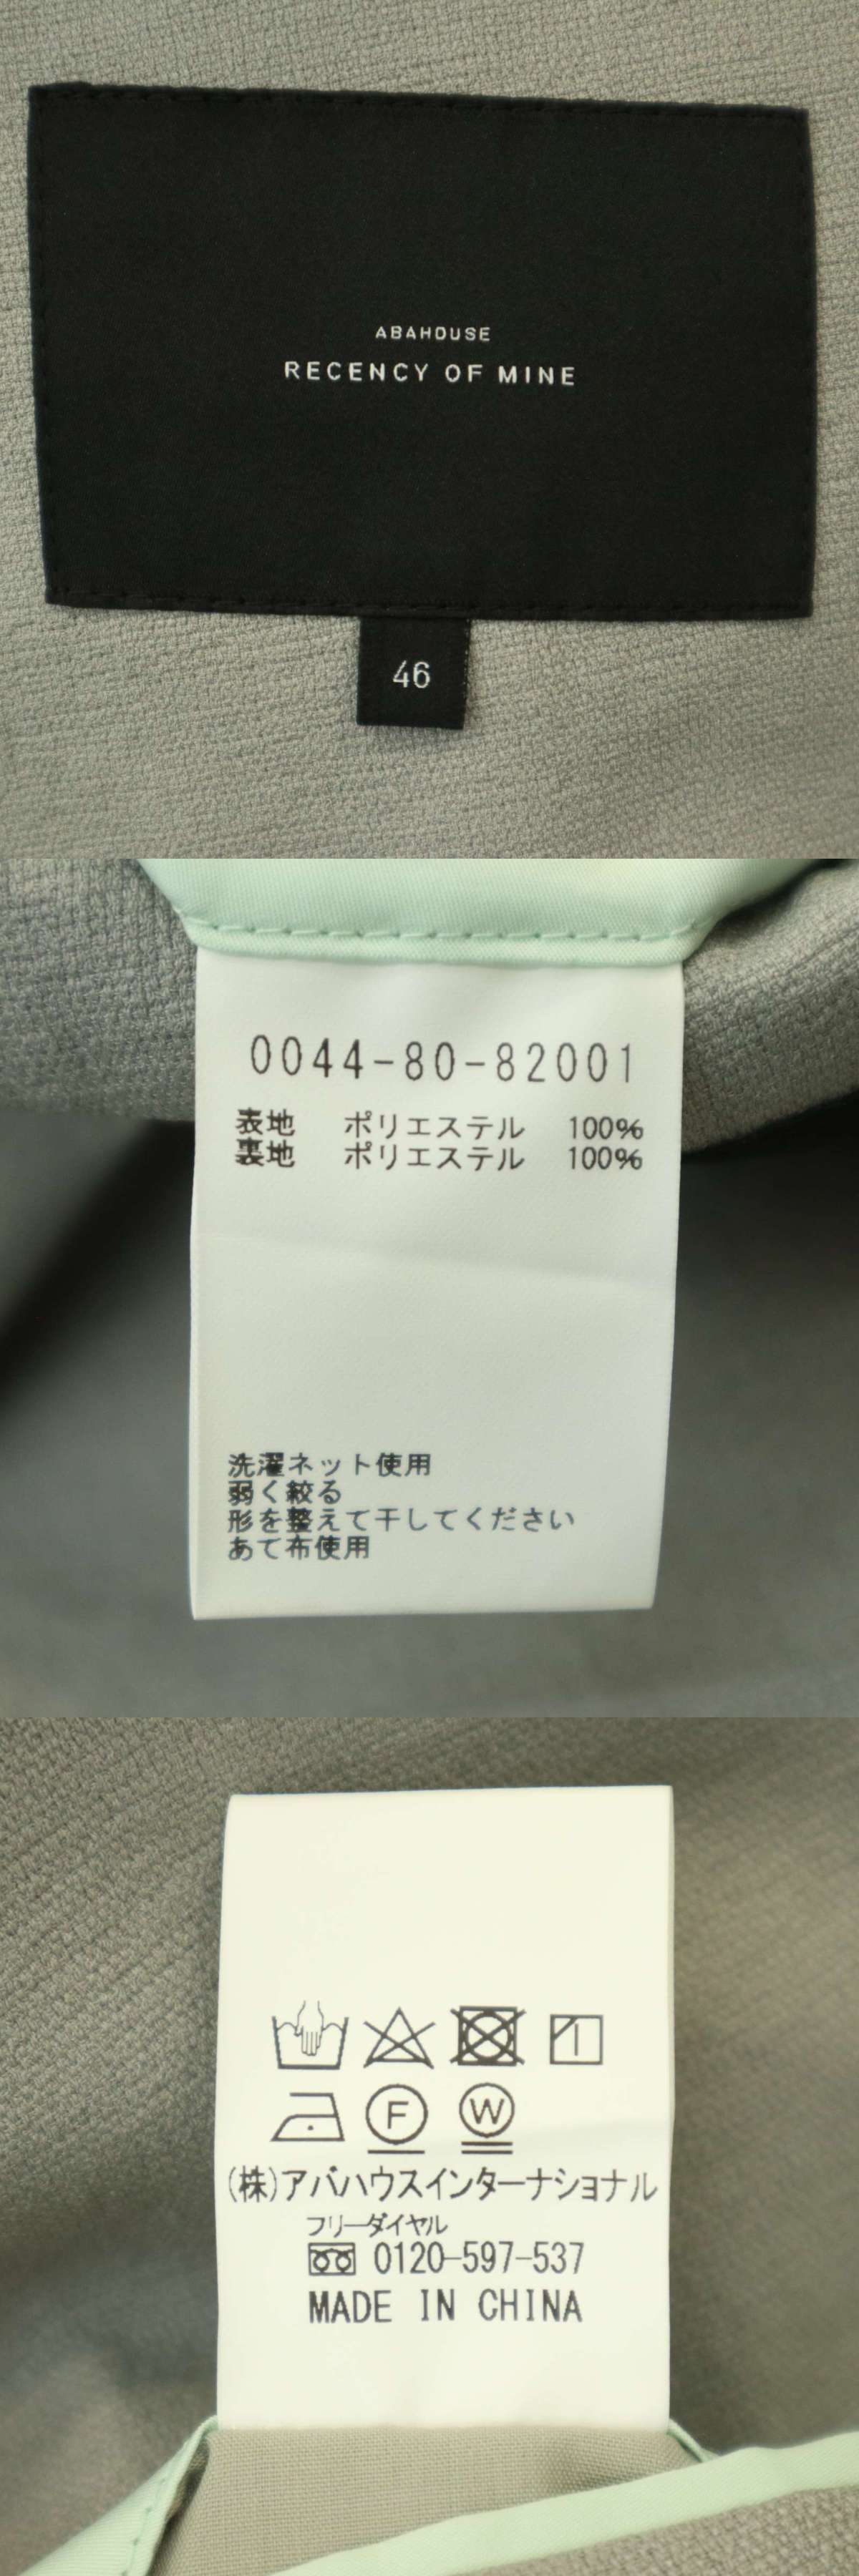 ABAHOUSE
RECENCY OF MINE
46
0044-80-82001
表地 ポリエステル 100%
裏地 ポリエステル 100%
洗濯ネット使用
弱く絞る
形を整えて干してください
あて布使用
F W
(株)アバハウスインターナショナル
フリーダイヤル
0120-597-537
MADE IN CHINA